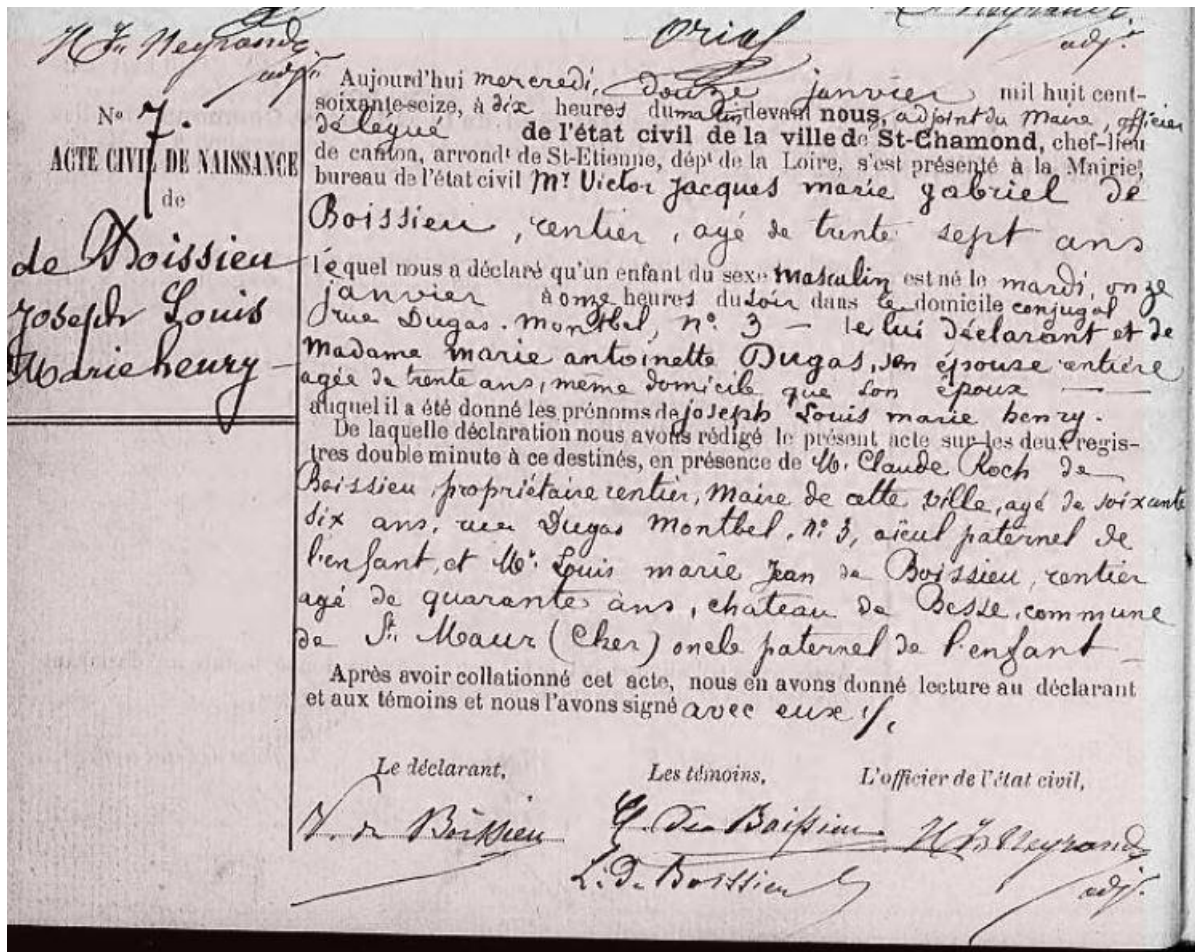 Hy Neyrand
adjt.
Oriol
adjt.
No 7.
ACTE CIVIL DE NAISSANCE
de
de Boissieu
Joseph Louis
Marie henry
Aujourd'hui mercredi, douze janvier mil huit cent-
soixante-seize, à dix heures du matin devant nous, adjoint du Maire, officier
délégué de l'état civil de la ville de St-Chamond, chef-lieu
de canton, arrondt de St-Etienne, dépt de la Loire, s'est présenté à la Mairie,
bureau de l'état civil Mr Victor Jacques marie gabriel de
Boissieu, rentier, agé de trente sept ans
lequel nous a déclaré qu'un enfant du sexe masculin est né le mardi, onze
janvier à onze heures du soir dans le domicile conjugal
rue Dugas-Montbel, no 3 — de lui déclarant et de
Madame marie antoinette Dugas, son épouse rentière
agée de trente ans, même domicile que son époux —
auquel il a été donné les prénoms de joseph Louis marie henry.
De laquelle déclaration nous avons rédigé le présent acte sur les deux regis-
tres double minute à ce destinés, en présence de M. Claude Roch de
Boissieu, propriétaire rentier, Maire de cette ville, agé de soixante
six ans, rue Dugas Montbel, no 3, aïeul paternel de
l'enfant, et Mr. Louis marie Jean de Boissieu, rentier
agé de quarante ans, château de Besse, commune
de St. Maur (Cher) oncle paternel de l'enfant —
Après avoir collationné cet acte, nous en avons donné lecture au déclarant
et aux témoins et nous l'avons signé avec eux
Le déclarant,
Les témoins,
L'officier de l'état civil,
V. de Boissieu
de Boissieu
Neyrand
L. de Boissieu
adjt.